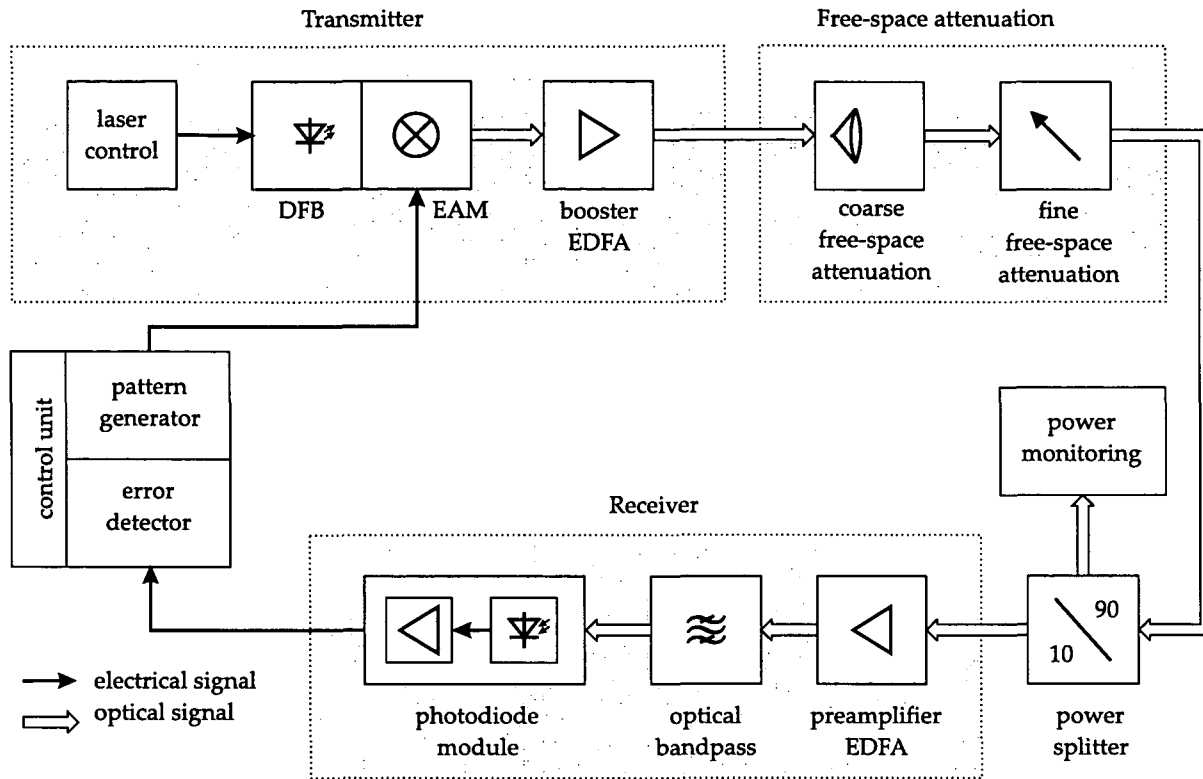 Transmitter
Free-space attenuation
laser
control
DFB
EAM
booster
EDFA
coarse
free-space
attenuation
fine
free-space
attenuation
control unit
pattern
generator
error
detector
power
monitoring
Receiver
90
10
electrical signal
optical signal
photodiode
module
optical
bandpass
preamplifier
EDFA
power
splitter